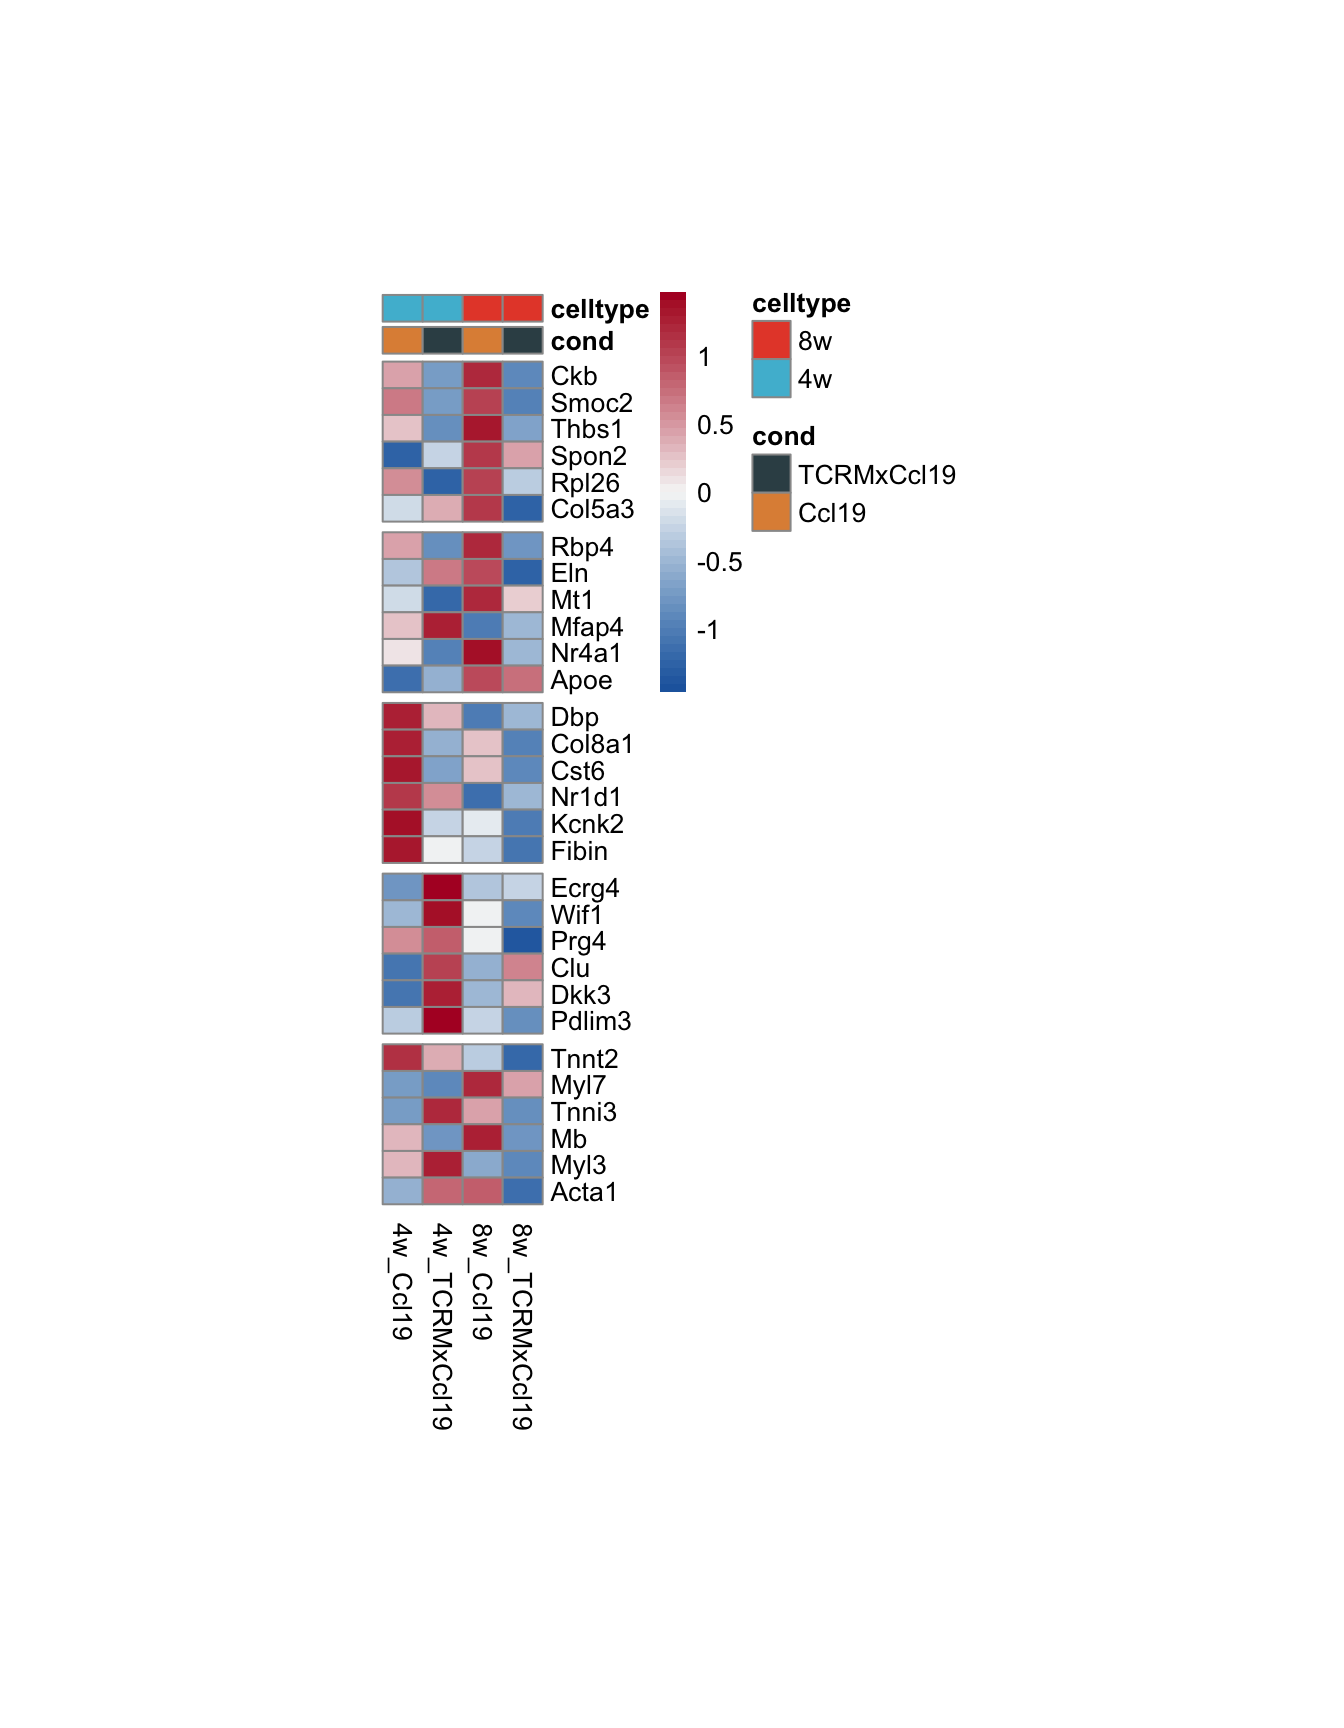 celltype
cond
Ckb
Smoc2
Thbs1
Spon2
Rpl26
Col5a3
Rbp4
Eln
Mt1
Mfap4
Nr4a1
Apoe
Dbp
Col8a1
Cst6
Nr1d1
Kcnk2
Fibin
Ecrg4
Wif1
Prg4
Clu
Dkk3
Pdlim3
Tnnt2
Myl7
Tnni3
Mb
Myl3
Acta1
4w_Ccl19
4w_TCRMxCcl19
8w_Ccl19
8w_TCRMxCcl19
1
0.5
0
-0.5
-1
celltype
8w
4w
cond
TCRMxCcl19
Ccl19